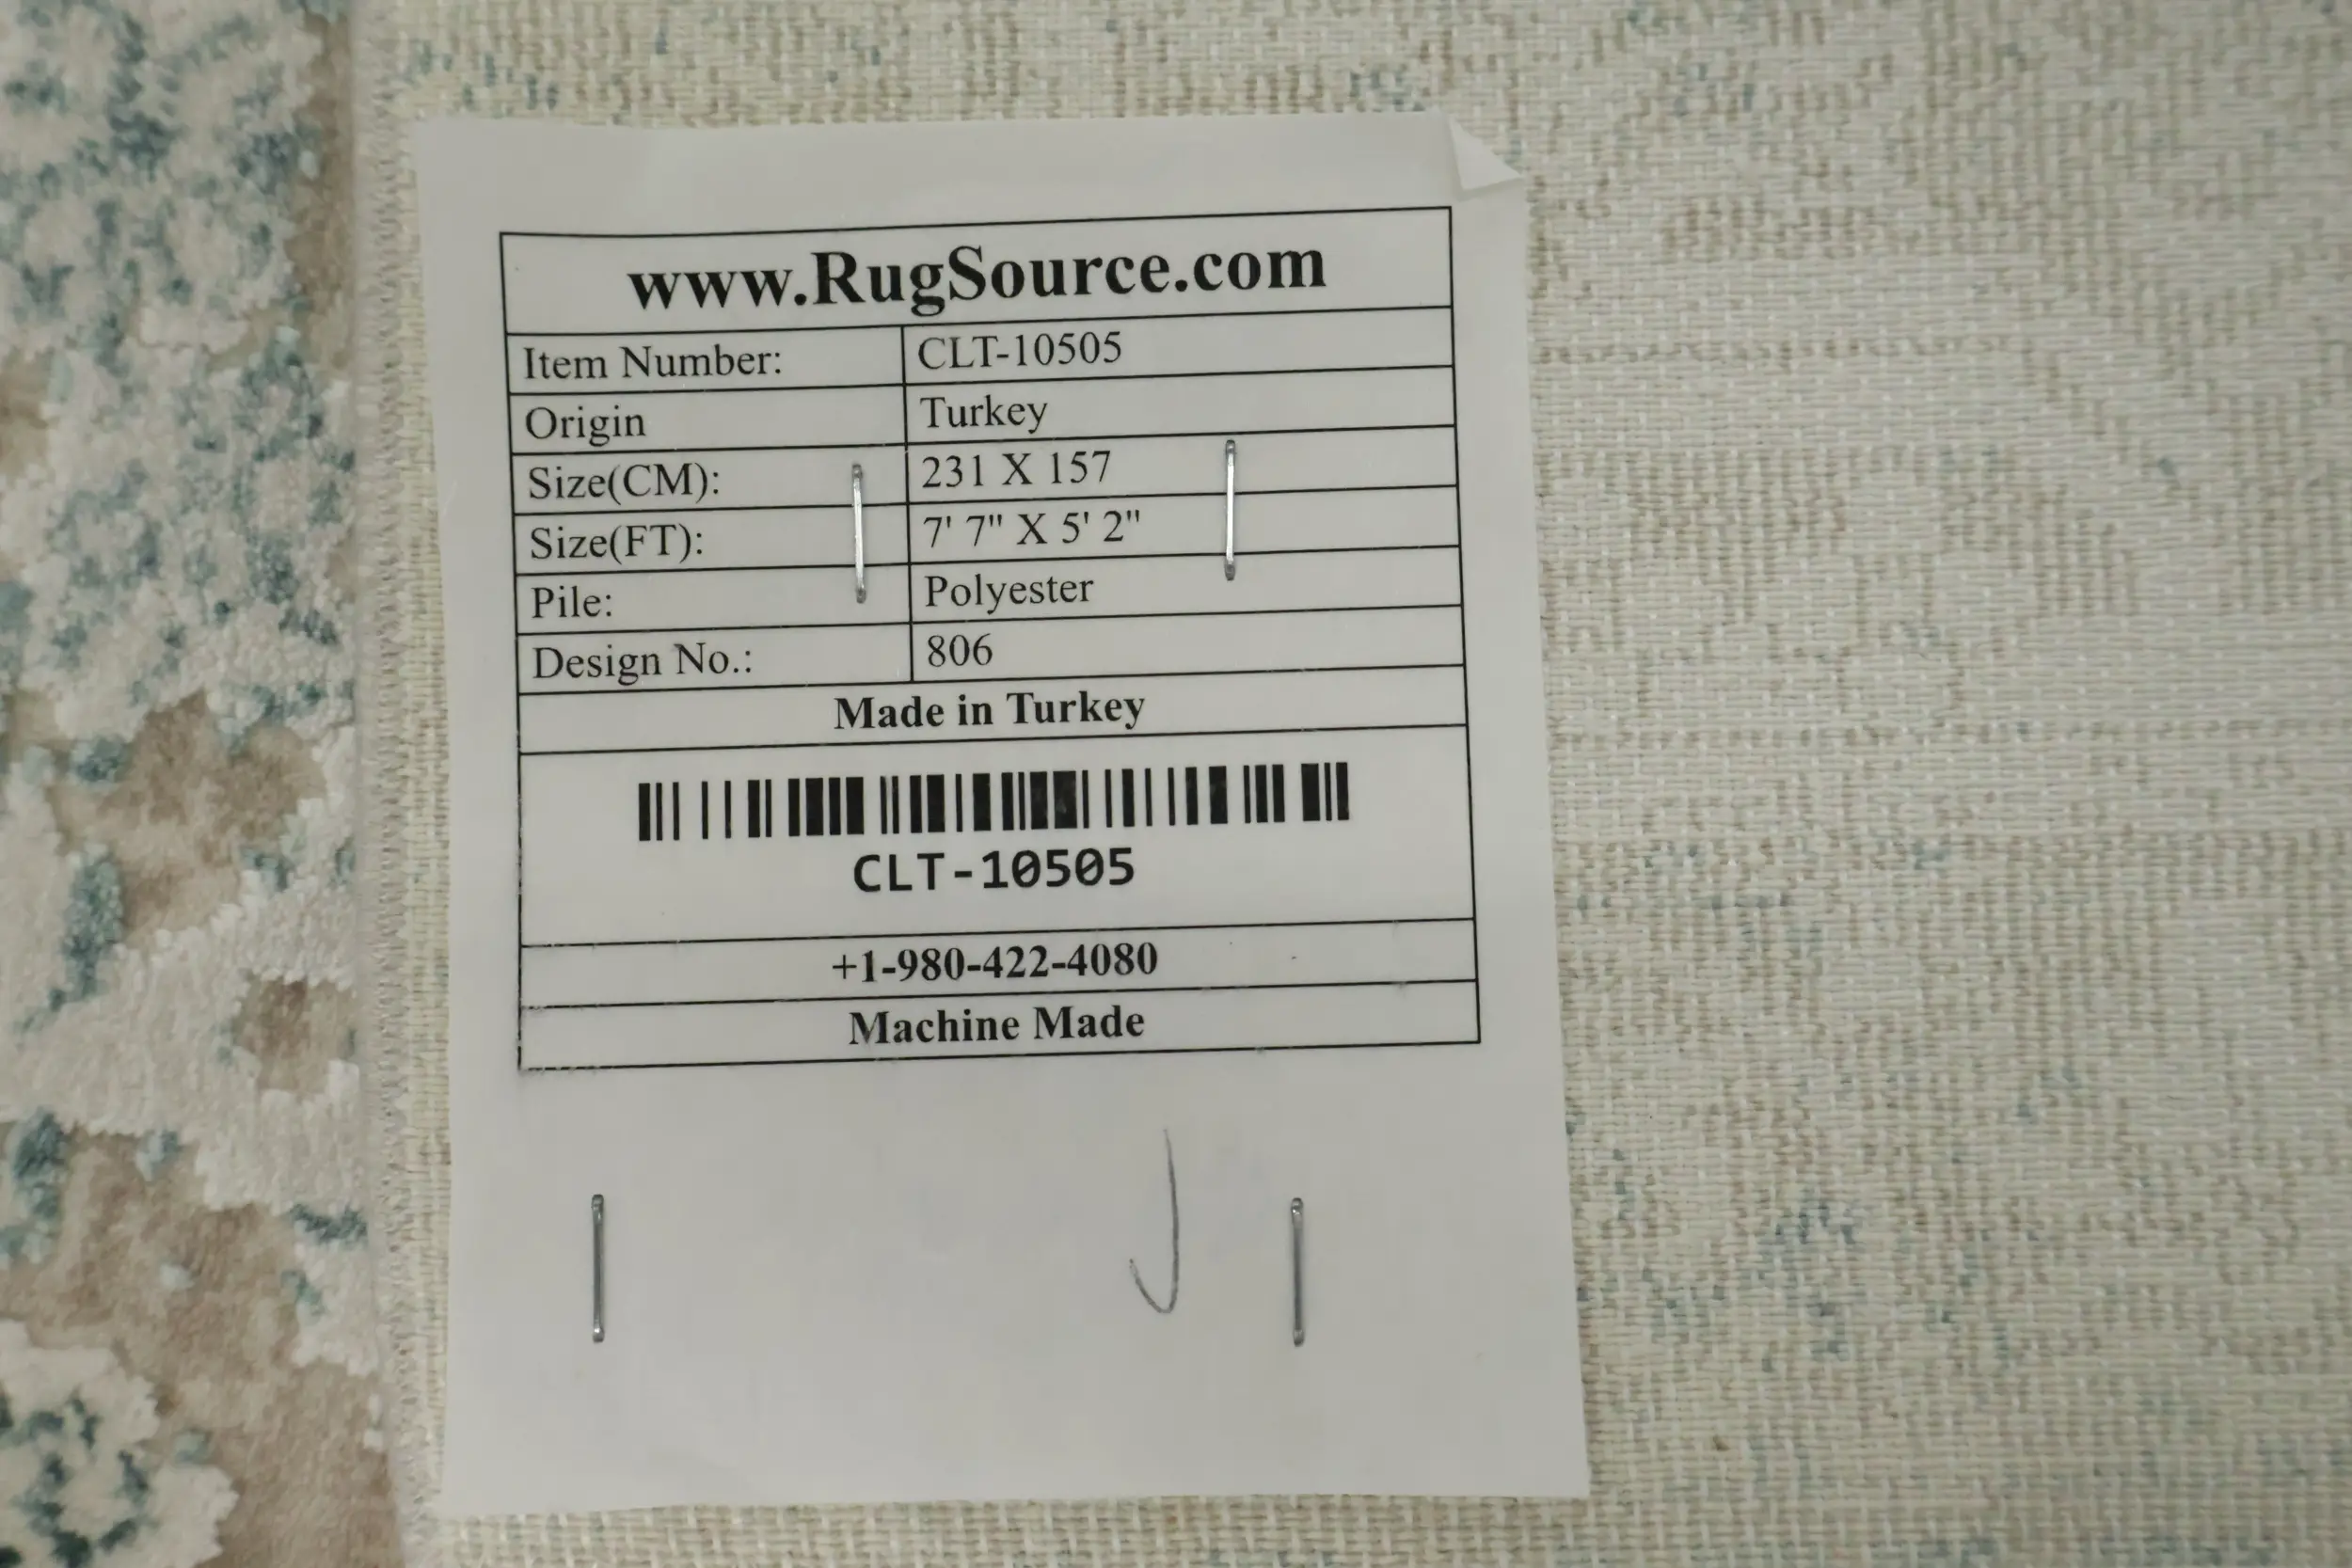 www.RugSource.com
Item Number: CLT-10505
Origin Turkey
Size(CM): 231 X 157
Size(FT): 7' 7" X 5' 2"
Pile: Polyester
Design No.: 806
Made in Turkey
CLT-10505
+1-980-422-4080
Machine Made
J